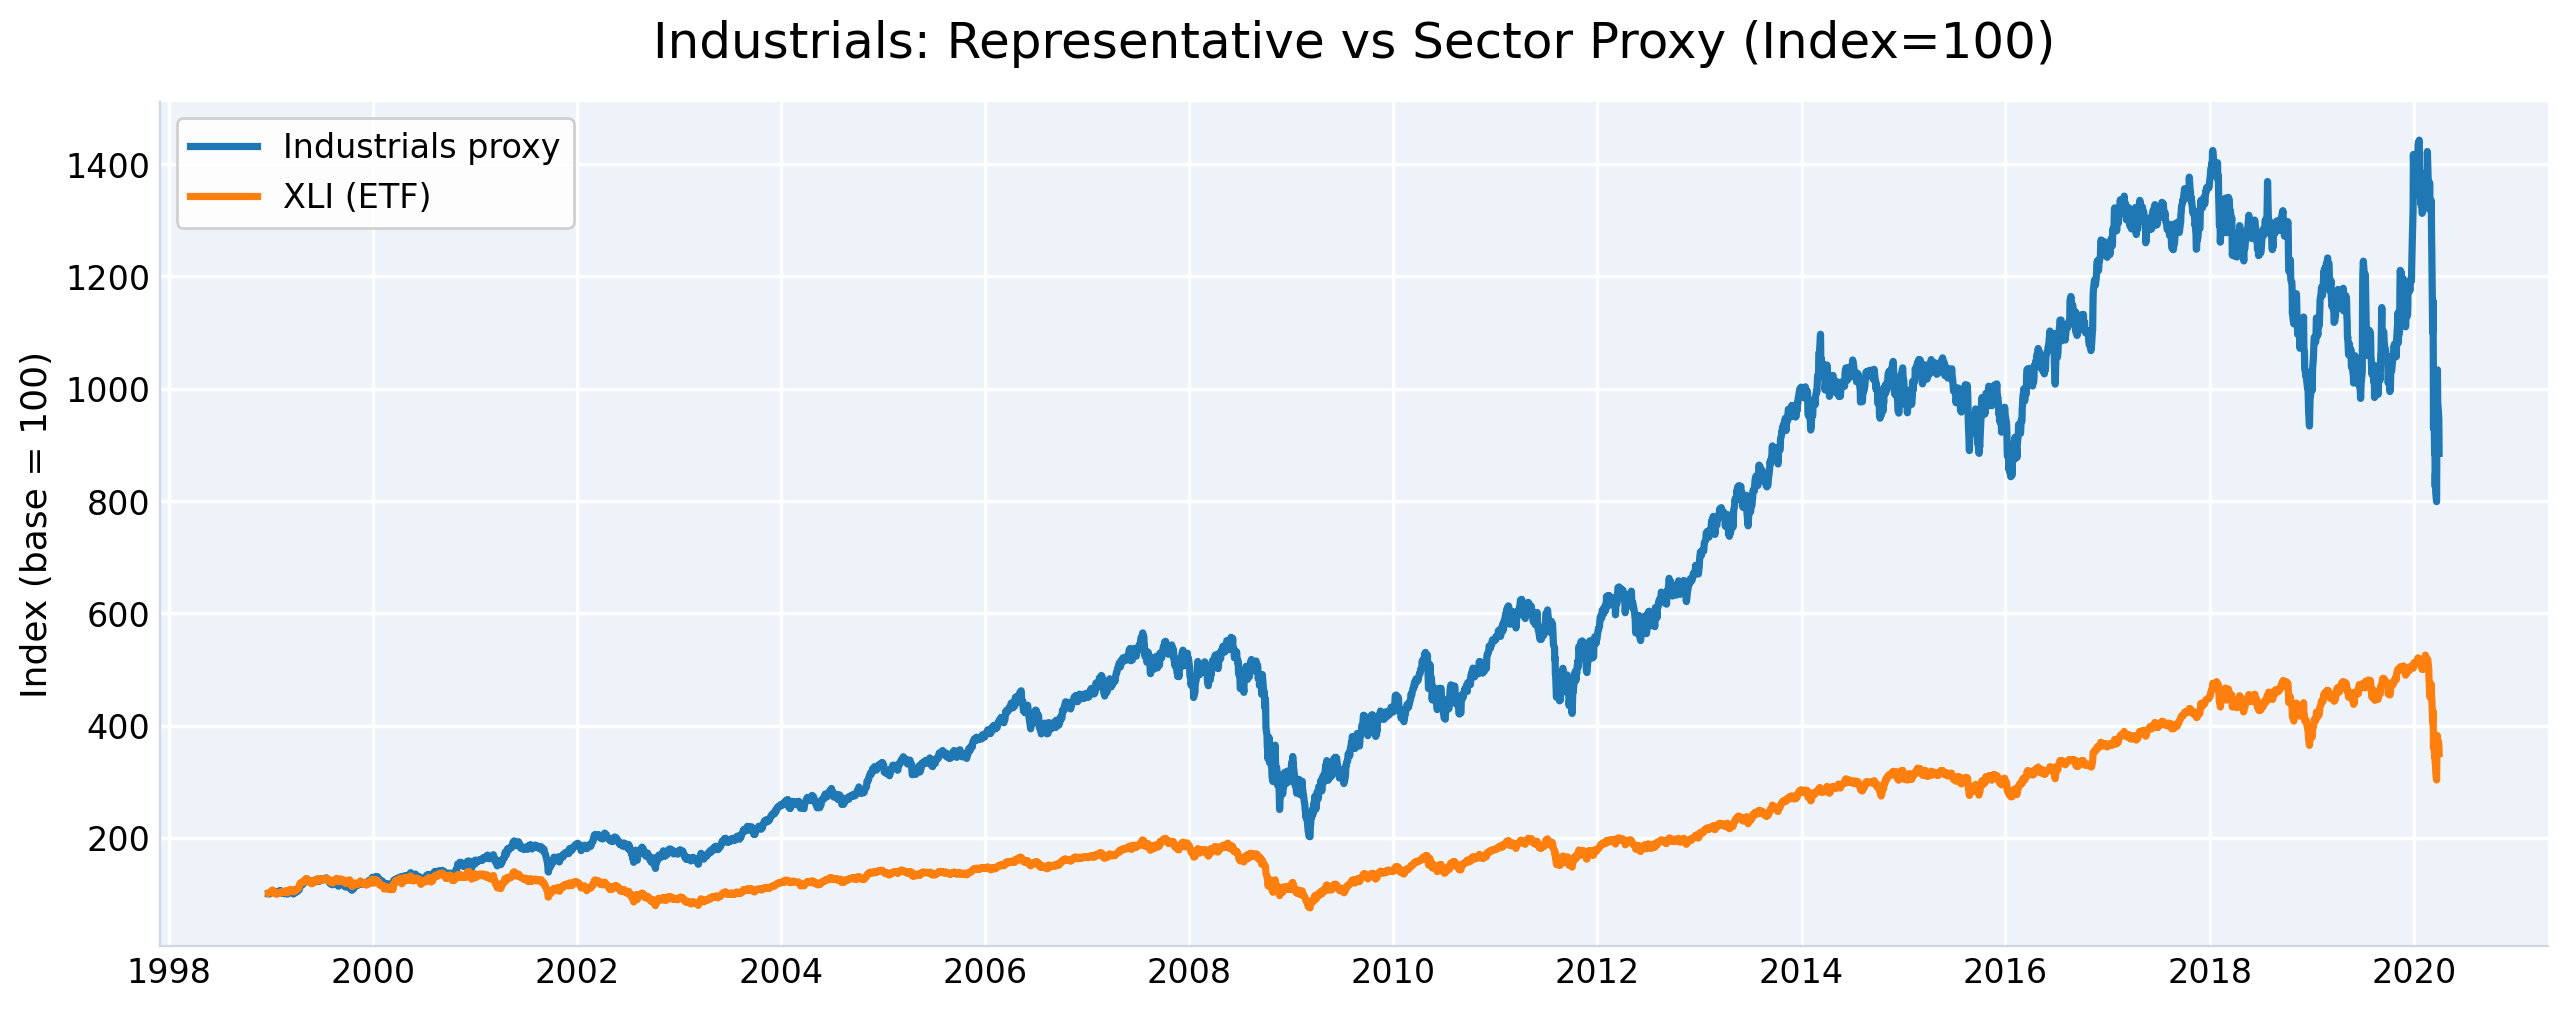 Industrials: Representative vs Sector Proxy (Index=100)
Industrials proxy
XLI (ETF)
Index (base = 100)
1400
1200
1000
800
600
400
200
1998 2000 2002 2004 2006 2008 2010 2012 2014 2016 2018 2020